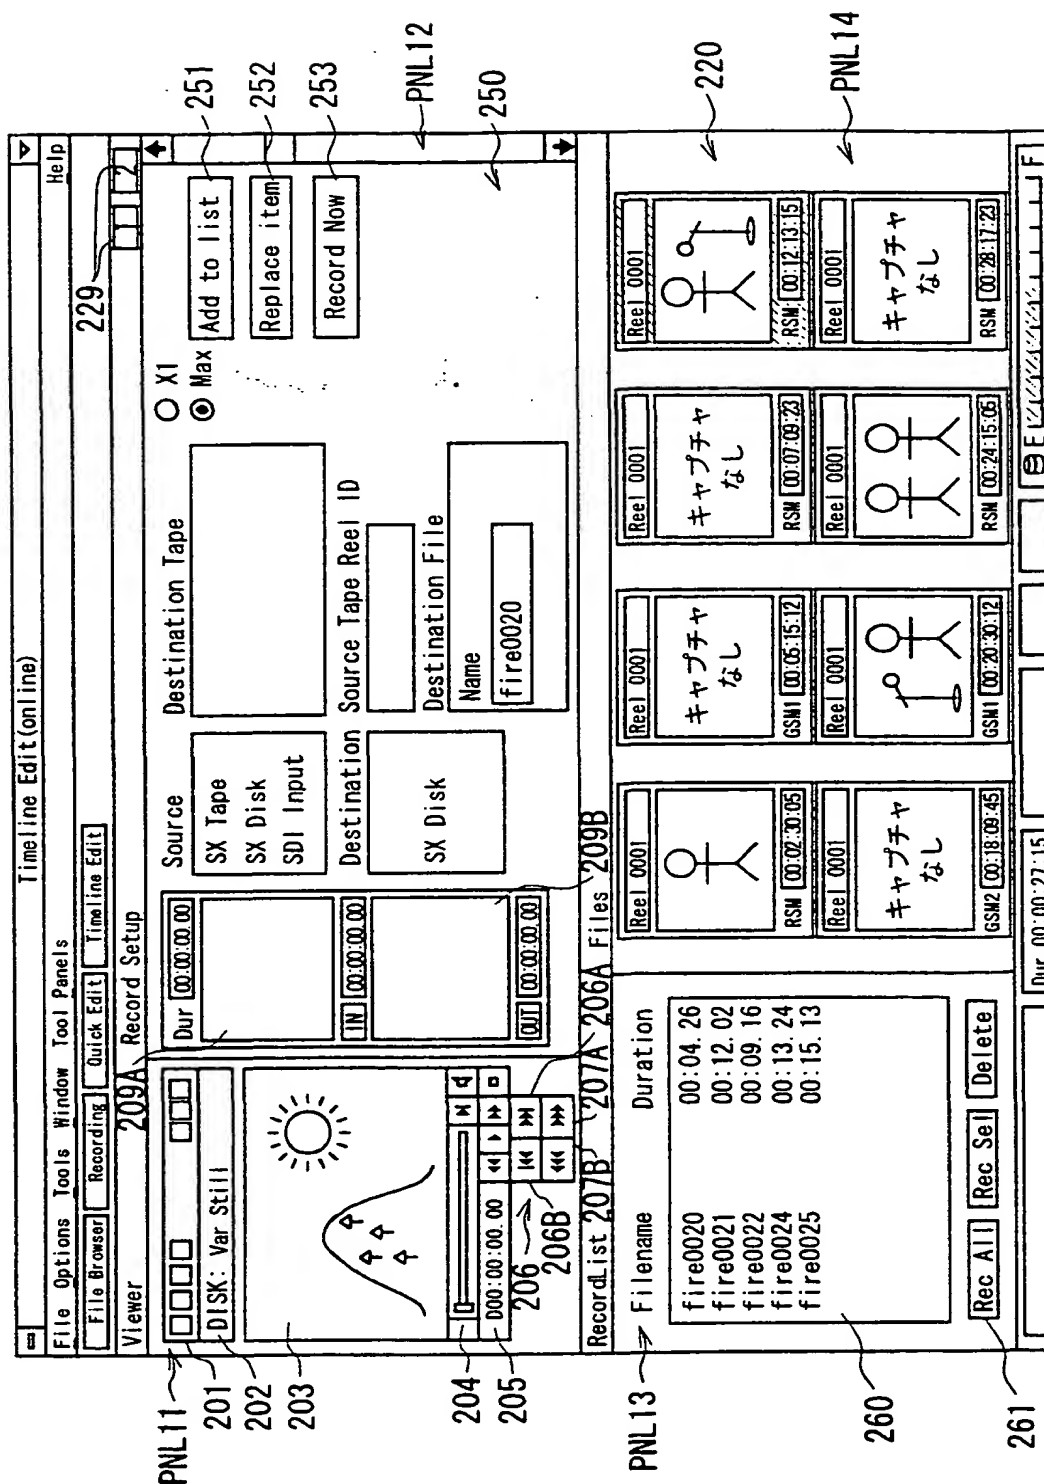 Timeline Edit(online)
File Options Tools Window Tool Panels Help
File Browser Recording Quick Edit Timeline Edit
229
Viewer
209A
Record Setup
PNL11
201
202
203
204
205
DISK: Var Still
D00:00:00.00
206
206B
207B
207A
206A
209B
Dur 00:00:00.00
IN 00:00:00.00
OUT 00:00:00.00
Source
SX Tape
SX Disk
SDI Input
Destination
SX Disk
Destination Tape
Source Tape Reel ID
Destination File
Name
fire0020
X1
Max
Add to list
Replace item
Record Now
251
252
253
PNL12
250
RecordList
Files
PNL13
Filename Duration
fire0020 00:04.26
fire0021 00:12.02
fire0022 00:09.16
fire0024 00:13.24
fire0025 00:15.13
260
Rec All Rec Sel Delete
261
Reel 0001
RSM 00:02:30:05
Reel 0001
キャプチャ
なし
GSM1 00:05:15:12
Reel 0001
キャプチャ
なし
RSM 00:07:09:23
Reel 0001
RSM 00:12:13:15
220
Reel 0001
キャプチャ
なし
GSM2 00:18:09:45
Reel 0001
GSM1 00:20:30:12
Reel 0001
RSM 00:24:15:05
Reel 0001
キャプチャ
なし
RSM 00:28:17:23
PNL14
Dur 00:00:27:15
E
F